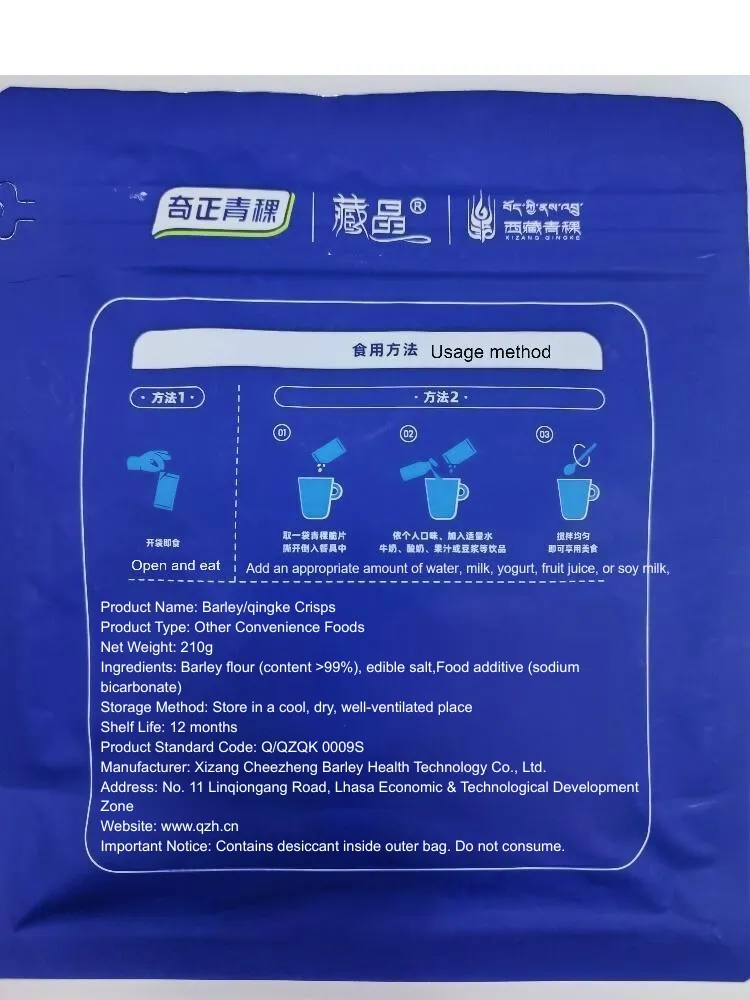 奇正青稞 藏晶® བོད་ཀྱི་ནས་འབྲུ་
西藏青稞
XIZANG QINGKE
食用方法 Usage method
· 方法1 · · 方法2 ·
01 02 03
开袋即食
取一袋青稞脆片
撕开倒入餐具中
依个人口味、加入适量水
牛奶、酸奶、果汁或豆浆等饮品
搅拌均匀
即可享用美食
Open and eat
Add an appropriate amount of water, milk, yogurt, fruit juice, or soy milk,
Product Name: Barley/qingke Crisps
Product Type: Other Convenience Foods
Net Weight: 210g
Ingredients: Barley flour (content >99%), edible salt,Food additive (sodium
bicarbonate)
Storage Method: Store in a cool, dry, well-ventilated place
Shelf Life: 12 months
Product Standard Code: Q/QZQK 0009S
Manufacturer: Xizang Cheezheng Barley Health Technology Co., Ltd.
Address: No. 11 Linqiongang Road, Lhasa Economic & Technological Development
Zone
Website: www.qzh.cn
Important Notice: Contains desiccant inside outer bag. Do not consume.